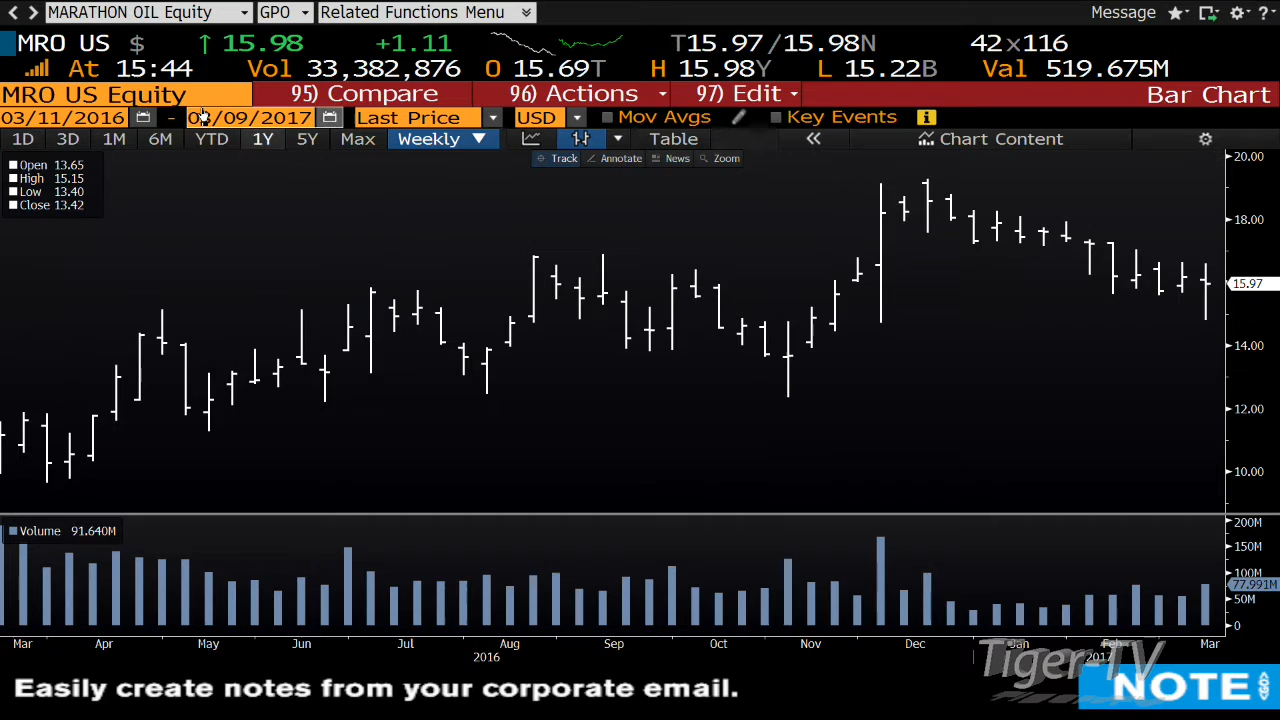 MARATHON OIL Equity GPO Related Functions Menu Message ?
MRO US $ ↑ 15.98 +1.11 T15.97/15.98N 42x116
At 15:44 Vol 33,382,876 O 15.69T H 15.98Y L 15.22B Val 519.675M
MRO US Equity 95) Compare 96) Actions 97) Edit Bar Chart
03/11/2016 - /09/2017 Last Price USD Mov Avgs Key Events i
1D 3D 1M 6M YTD 1Y 5Y Max Weekly ▼ Table « Chart Content
Track Annotate News Zoom
Open 13.65
High 15.15
Low 13.40
Close 13.42
20.00
18.00
15.97
14.00
12.00
10.00
Volume 91.640M
200M
150M
100M
77.991M
50M
0
Mar Apr May Jun Jul Aug Sep Oct Nov Dec Jan Feb Mar
2016 2017
Tiger-TV
Easily create notes from your corporate email.
NOTE